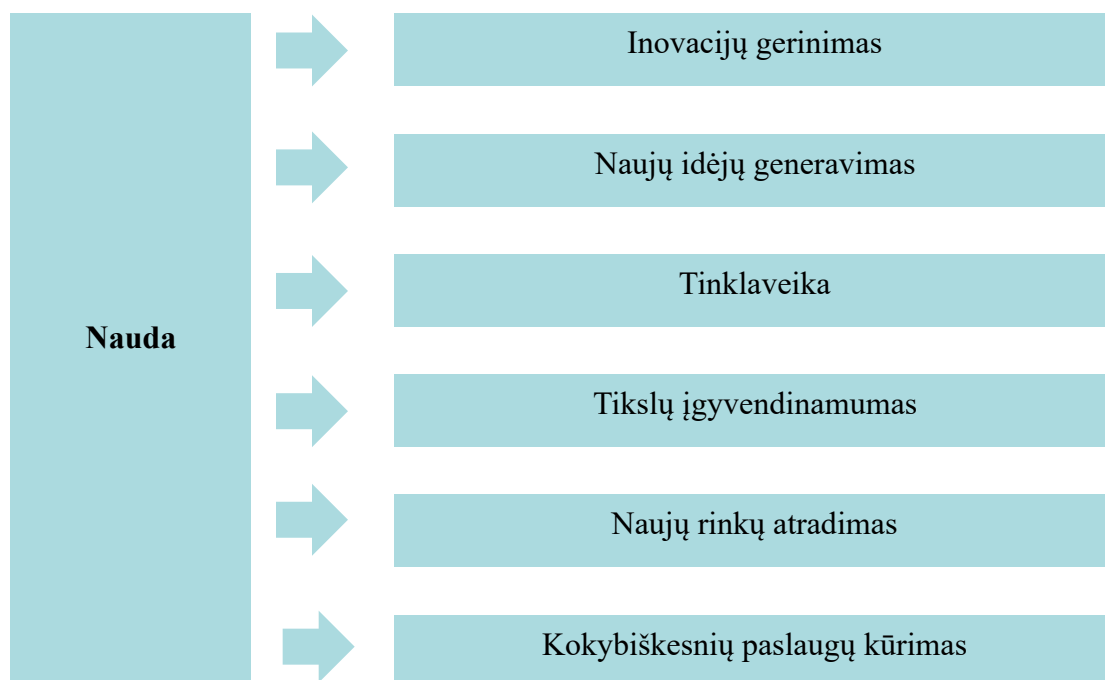 Nauda
Inovacijų gerinimas
Naujų idėjų generavimas
Tinklaveika
Tikslų įgyvendinamumas
Naujų rinkų atradimas
Kokybiškesnių paslaugų kūrimas